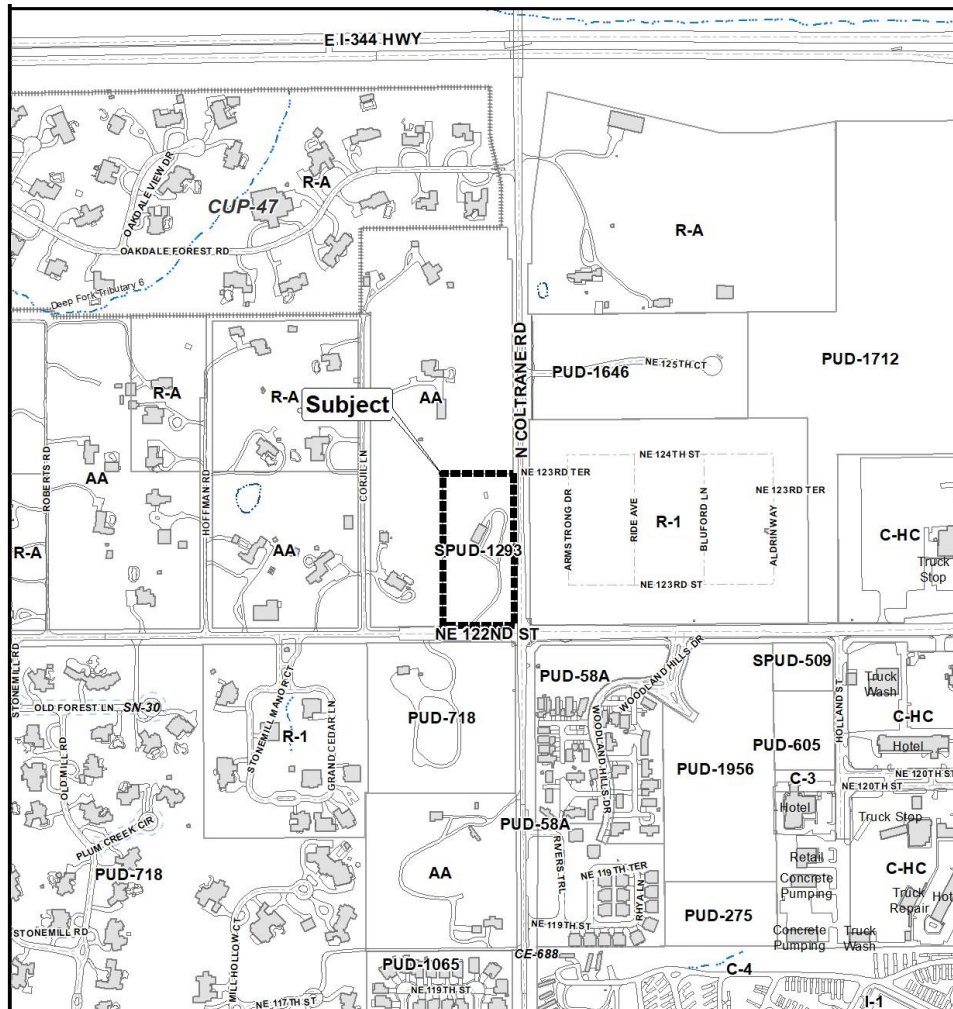 E I-344 HWY
OAKDALE VIEW DR
R-A
CUP-47
OAKDALE FOREST RD
R-A
Deep Fork Tributary 6
N COLTRANE RD
PUD-1646
NE 125TH CT
PUD-1712
R-A
R-A
AA
Subject
ROBERTS RD
HOFFMAN RD
CORJIL LN
AA
NE 123RD TER
NE 124TH ST
NE 123RD TER
ARMSTRONG DR
RIDE AVE
R-1
BLUFORD LN
ALDRIN WAY
C-HC
Truck
Stop
R-A
AA
SPUD-1293
NE 123RD ST
NE 122ND ST
STONEMILL RD
OLD FOREST LN
SN-30
STONEMILL MANOR CT
R-1
GRAND CEDAR LN
PUD-718
PUD-58A
WOODLAND HILLS DR
SPUD-509
Truck
Wash
HOLLAND ST
C-HC
Hotel
OLD MILL RD
WOODLAND HILLS DR
PUD-605
PUD-1956
NE 120TH ST
C-3
NE 120TH ST
Hotel
Truck Stop
PLUM CREEK CIR
PUD-718
PUD-58A
RIVERS TRL
NE 119TH TER
RHYA LN
Retail
Concrete
Pumping
C-HC
Truck
Repair
Hot
AA
STONEMILL RD
MILL HOLLOW CT
NE 119TH ST
PUD-275
Concrete
Pumping
Truck
Wash
CE-688
PUD-1065
C-4
NE 119TH ST
NE 117TH ST
I-1